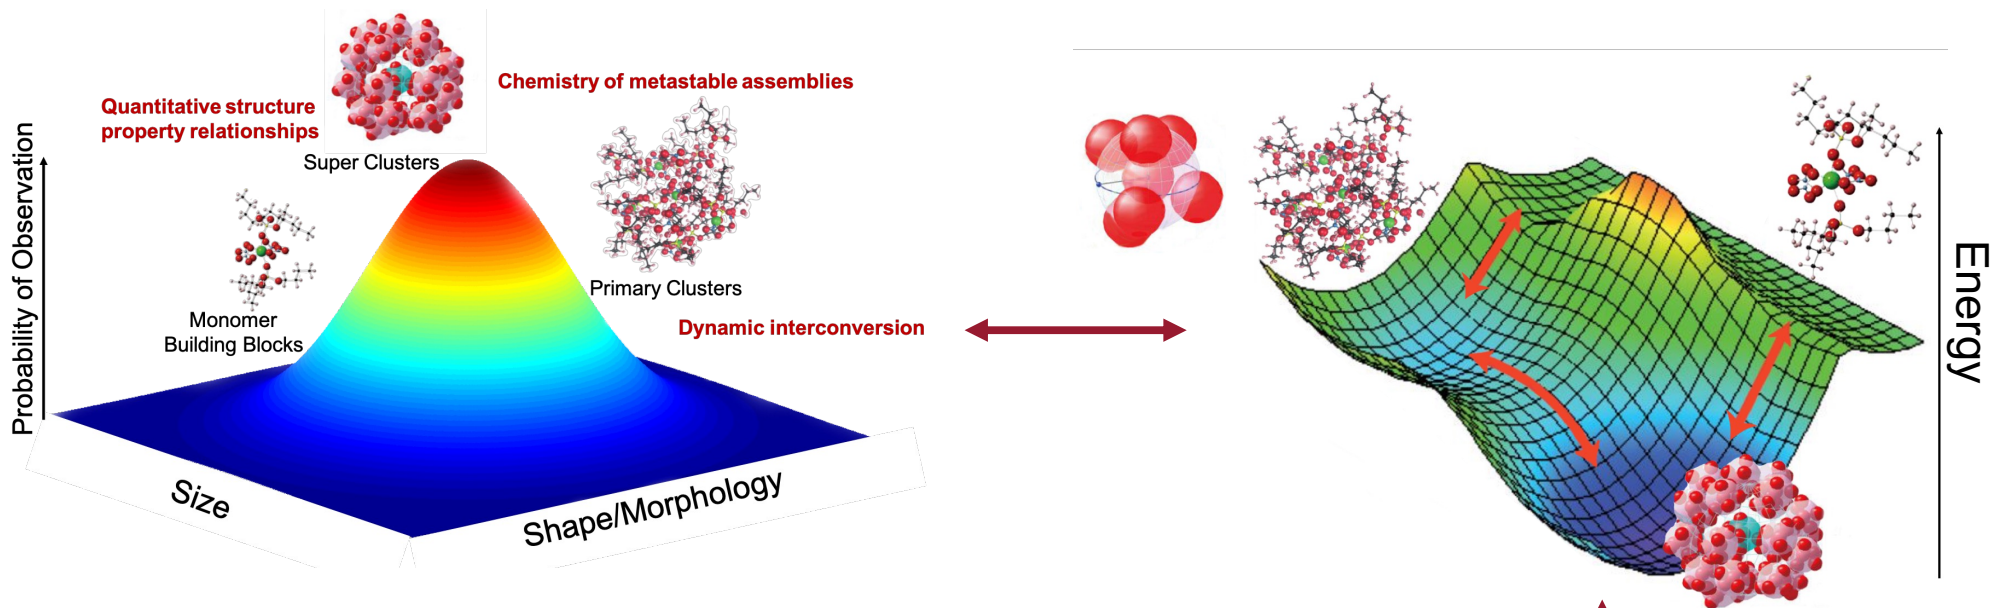 Chemistry of metastable assemblies
Quantitative structure
property relationships
Super Clusters
Primary Clusters
Monomer
Building Blocks
Dynamic interconversion
Probability of Observation
Size
Shape/Morphology
Energy